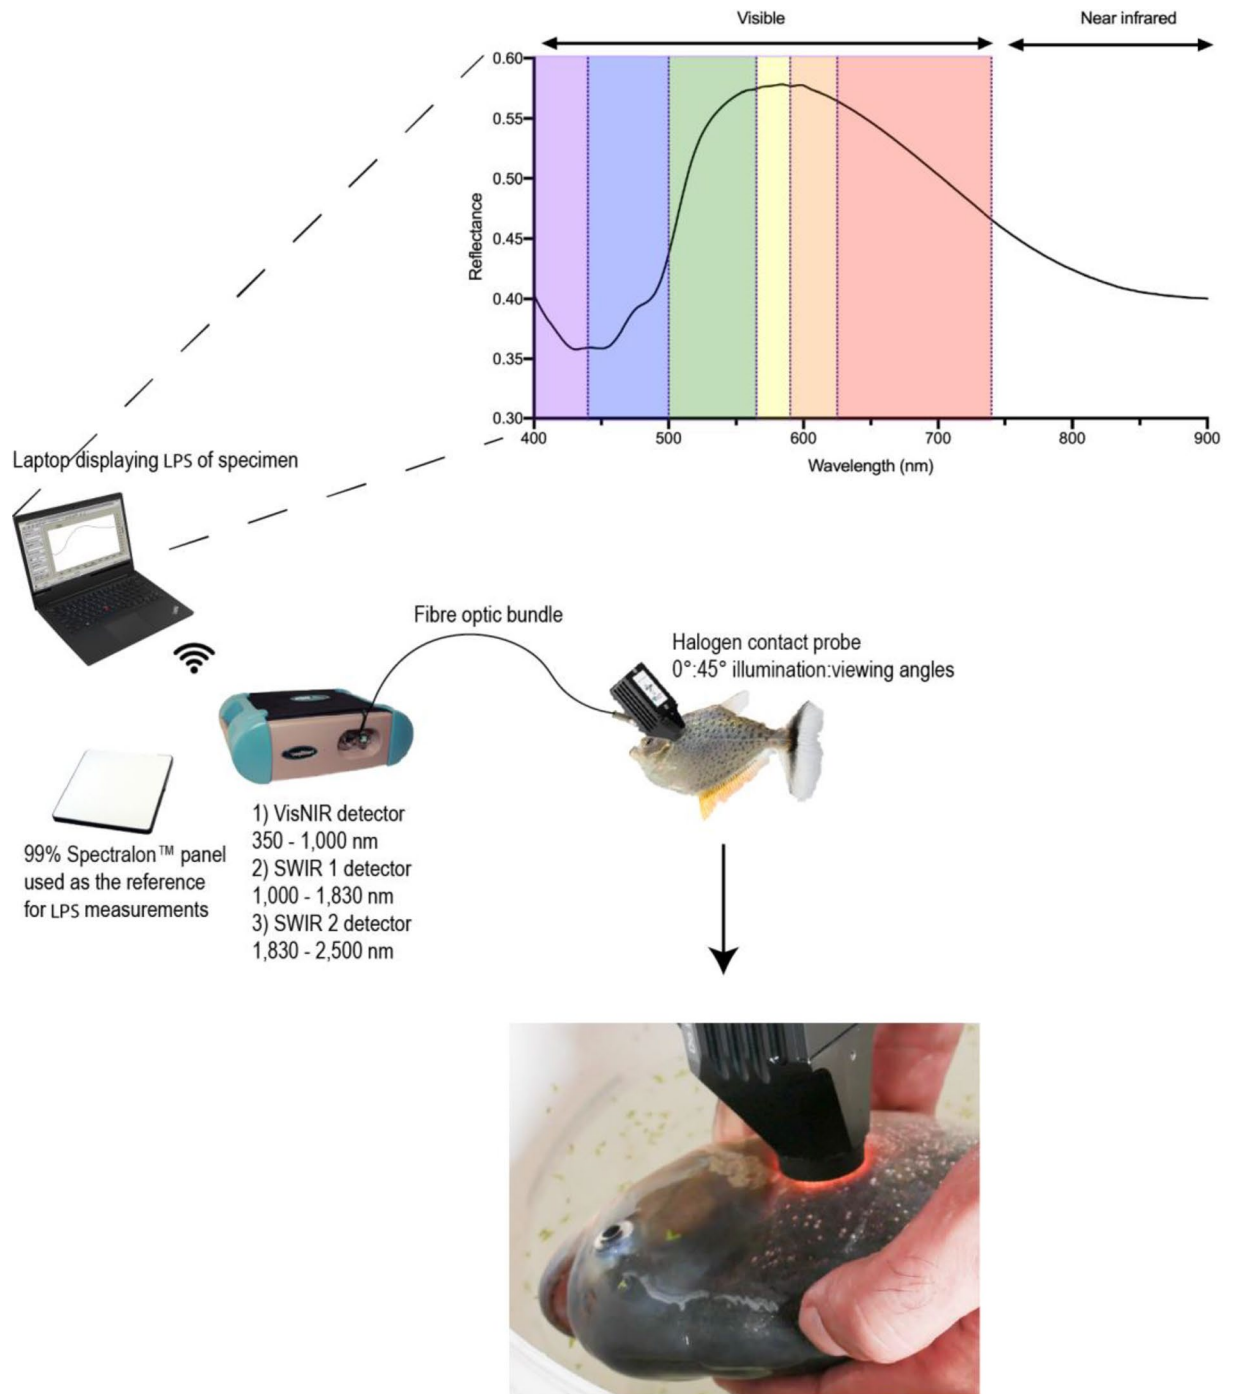 Visible
Near infrared
0.60
0.55
0.50
0.45
0.40
0.35
0.30
Reflectance
400
500
600
700
800
900
Wavelength (nm)
Laptop displaying LPS of specimen
Fibre optic bundle
Halogen contact probe
0°:45° illumination:viewing angles
1) VisNIR detector
350 - 1,000 nm
2) SWIR 1 detector
1,000 - 1,830 nm
3) SWIR 2 detector
1,830 - 2,500 nm
99% Spectralon™ panel
used as the reference
for LPS measurements